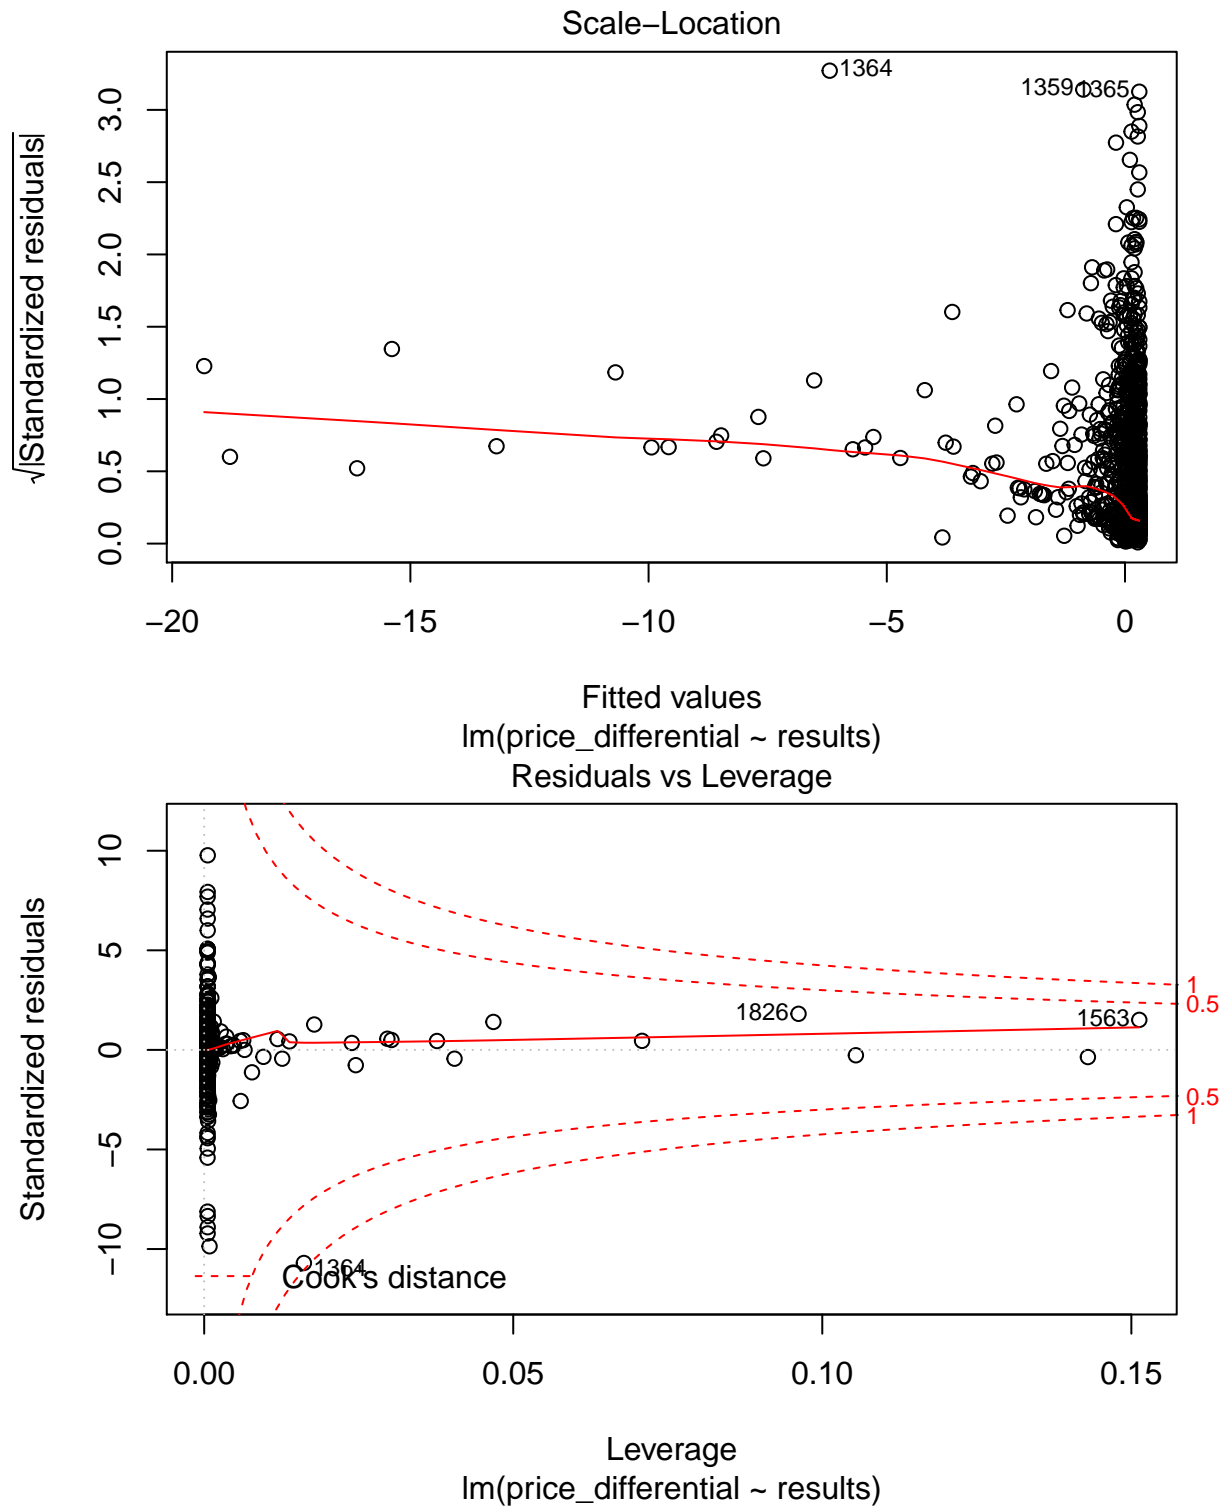 Scale−Location
√|Standardized residuals|
0.0 0.5 1.0 1.5 2.0 2.5 3.0
1364
1359 1365
−20 −15 −10 −5 0
Fitted values
lm(price_differential ~ results)
Residuals vs Leverage
Standardized residuals
−10 −5 0 5 10
1826
1563
1
0.5
0.5
1
1364
Cook's distance
0.00 0.05 0.10 0.15
Leverage
lm(price_differential ~ results)